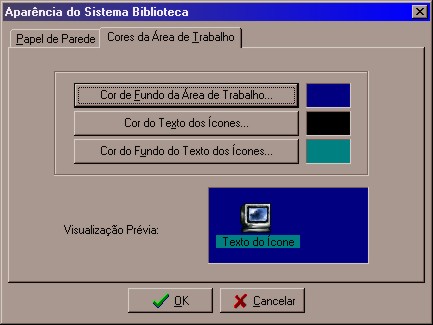 Aparência do Sistema Biblioteca
Papel de Parede
Cores da Área de Trabalho
Cor de Fundo da Área de Trabalho...
Cor do Texto dos Ícones...
Cor do Fundo do Texto dos Ícones...
Visualização Prévia:
Texto do Ícone
OK
Cancelar